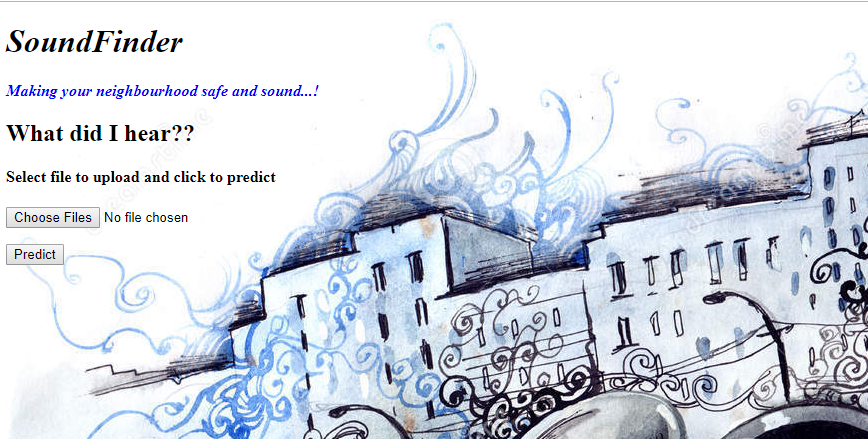 SoundFinder
Making your neighbourhood safe and sound...!
What did I hear??
Select file to upload and click to predict
Choose Files No file chosen
Predict